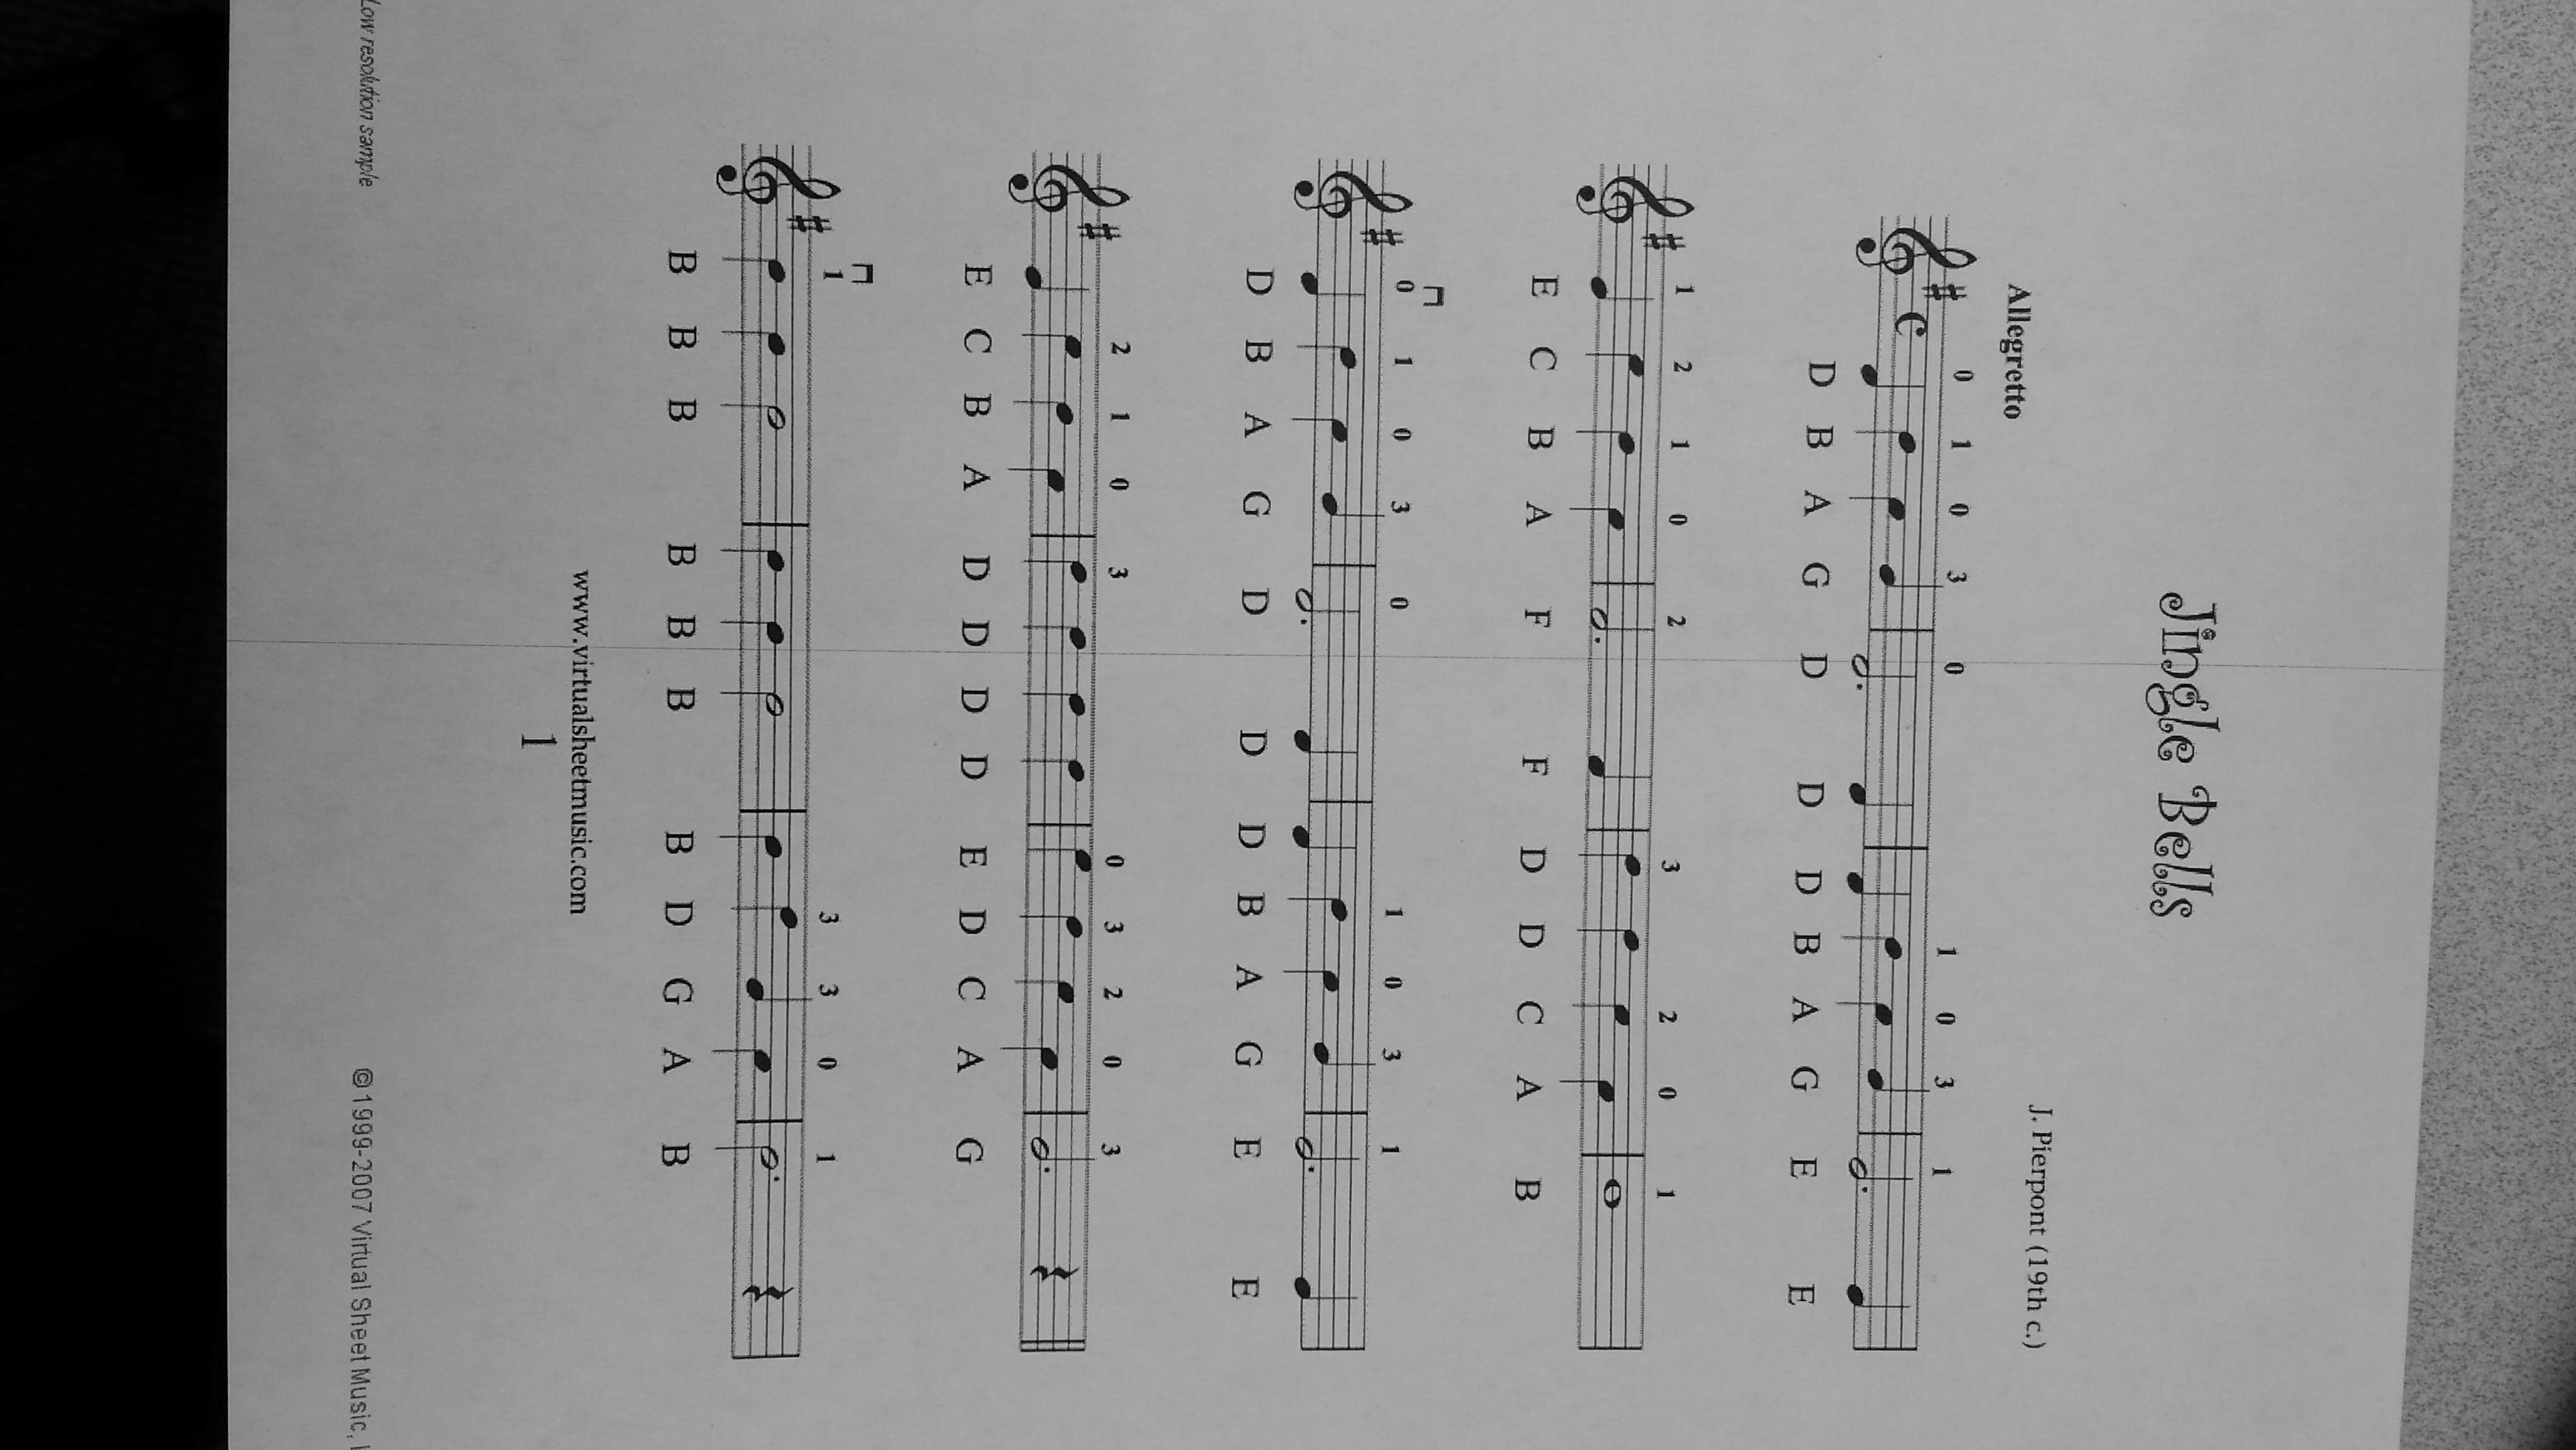 Jingle Bells
J. Pierpont (19th c.)
Allegretto
0 1 0 3 0 1 0 3 1
D B A G D D D B A G E E
1 2 1 0 2 3 2 0 1
E C B A F F D D C A B
0 1 0 3 0 1 0 3 1
D B A G D D D B A G E E
2 1 0 3 0 3 2 0 3
E C B A D D D D E D C A G
1 3 3 0 1
B B B B B B B D G A B
www.virtualsheetmusic.com
1
Low resolution sample
©1999-2007 Virtual Sheet Music,